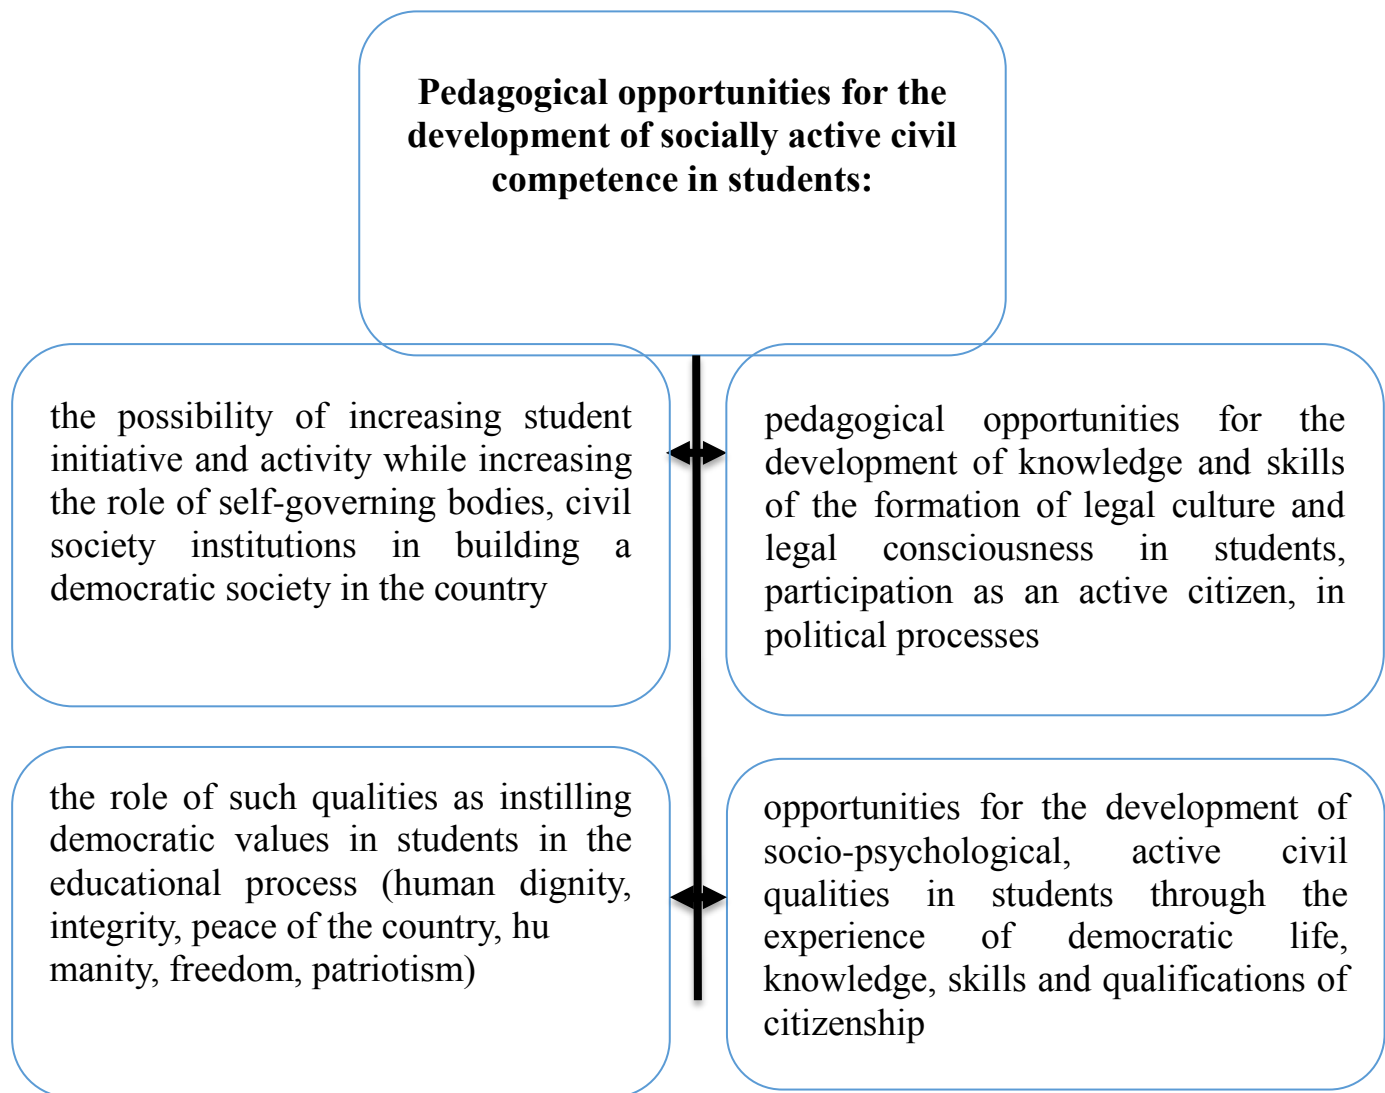 Pedagogical opportunities for the
development of socially active civil
competence in students:
the possibility of increasing student
initiative and activity while increasing
the role of self-governing bodies, civil
society institutions in building a
democratic society in the country
pedagogical opportunities for the
development of knowledge and skills
of the formation of legal culture and
legal consciousness in students,
participation as an active citizen, in
political processes
the role of such qualities as instilling
democratic values in students in the
educational process (human dignity,
integrity, peace of the country, hu
manity, freedom, patriotism)
opportunities for the development of
socio-psychological, active civil
qualities in students through the
experience of democratic life,
knowledge, skills and qualifications of
citizenship